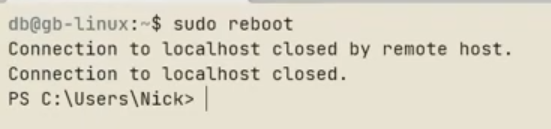 db@gb-linux:~$ sudo reboot
Connection to localhost closed by remote host.
Connection to localhost closed.
PS C:\Users\Nick>